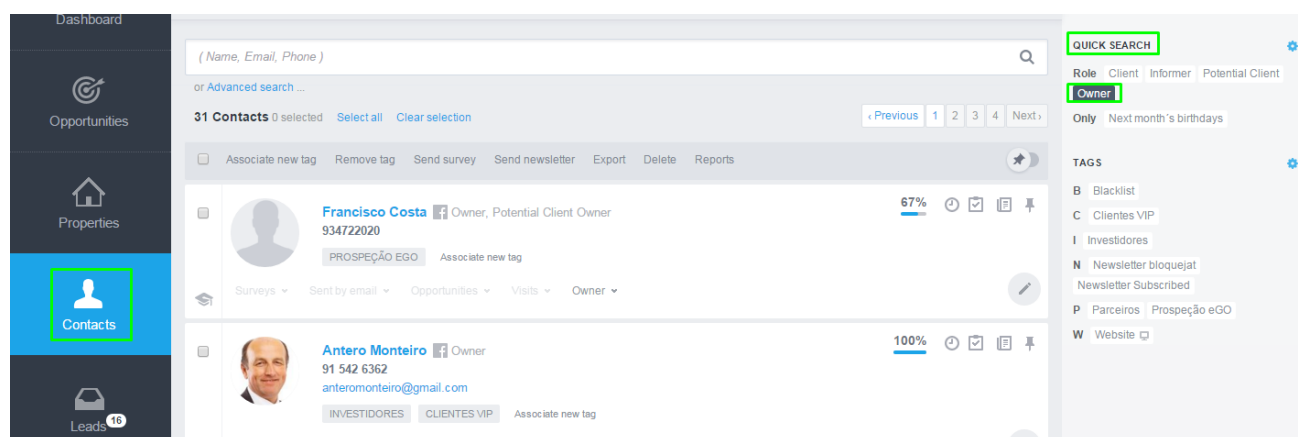 Dashboard
Opportunities
Properties
Contacts
Leads 16
( Name, Email, Phone )
or Advanced search ...
31 Contacts 0 selected Select all Clear selection
‹ Previous 1 2 3 4 Next ›
Associate new tag Remove tag Send survey Send newsletter Export Delete Reports
Francisco Costa Owner, Potential Client Owner
67%
934722020
PROSPEÇÃO EGO Associate new tag
Surveys Sent by email Opportunities Visits Owner
Antero Monteiro Owner
100%
91 542 6362
anteromonteiro@gmail.com
INVESTIDORES CLIENTES VIP Associate new tag
QUICK SEARCH
Role Client Informer Potential Client
Owner
Only Next month´s birthdays
TAGS
B Blacklist
C Clientes VIP
I Investidores
N Newsletter bloquejat
Newsletter Subscribed
P Parceiros Prospeção eGO
W Website